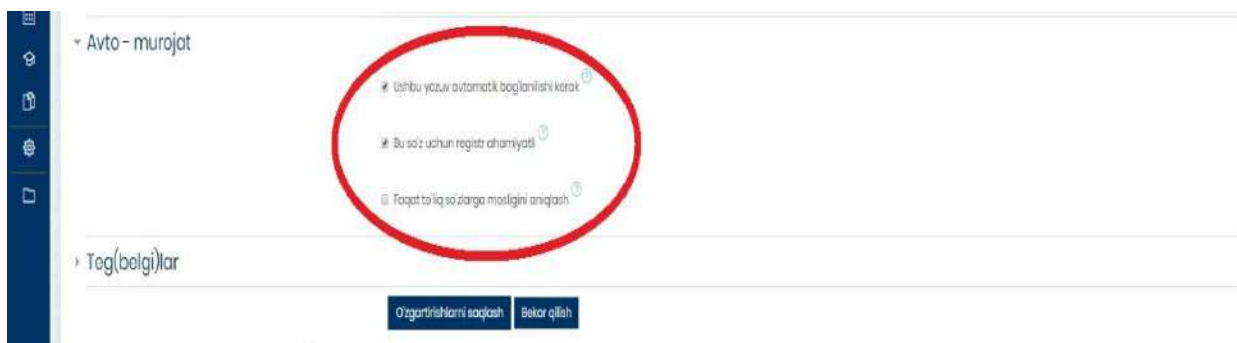 Avto - murojat
Ushbu yozuv avtomatik bog'lanilishi kerak
Bu so'z uchun registr ahamiyatli
Faqat to'liq so'zlarga mosligini aniqlash
Teg(belgi)lar
O'zgartirishlarni saqlash Bekor qilish